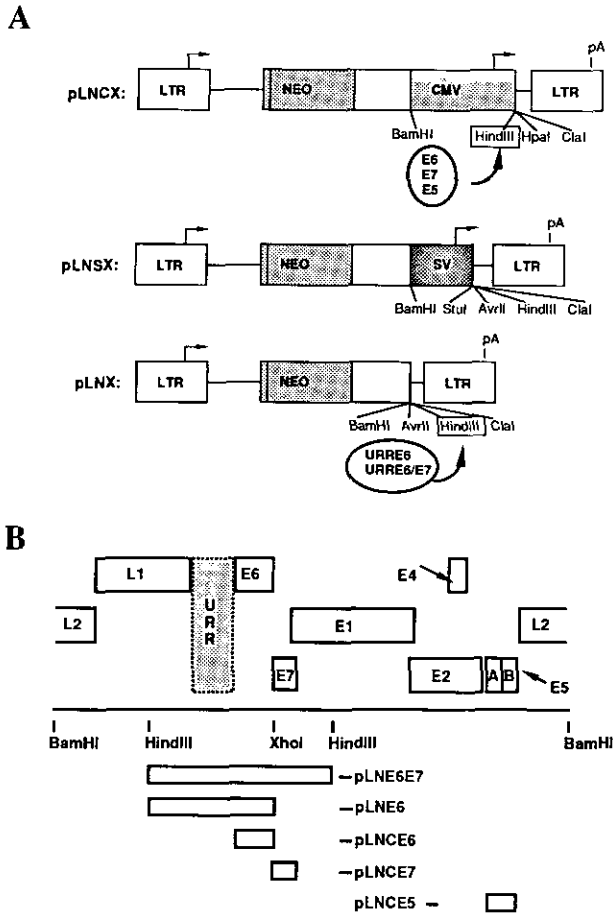 A
pA
pLNCX: LTR NEO CMV LTR
BamHI HindIII HpaI ClaI
E6
E7
E5
pA
pLNSX: LTR NEO SV LTR
BamHI StuI AvrII HindIII ClaI
pA
pLNX: LTR NEO LTR
BamHI AvrII HindIII ClaI
URRE6
URRE6/E7
B
L1 URR E6 E4
L2 E1 L2
E7 E2 A B E5
BamHI HindIII XhoI HindIII BamHI
pLNE6E7
pLNE6
pLNCE6
pLNCE7
pLNCE5